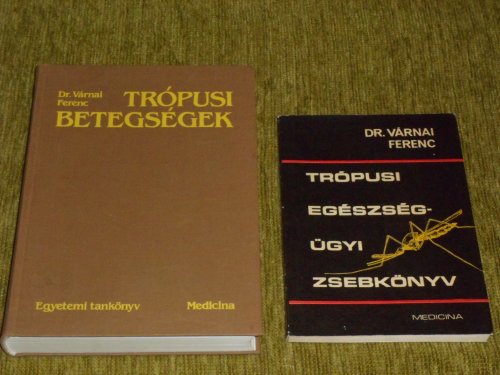 Dr. Várnai
Ferenc
TRÓPUSI
BETEGSÉGEK
Egyetemi tankönyv
Medicina
DR. VÁRNAI
FERENC
TRÓPUSI
EGÉSZSÉG-
ÜGYI
ZSEBKÖNYV
MEDICINA